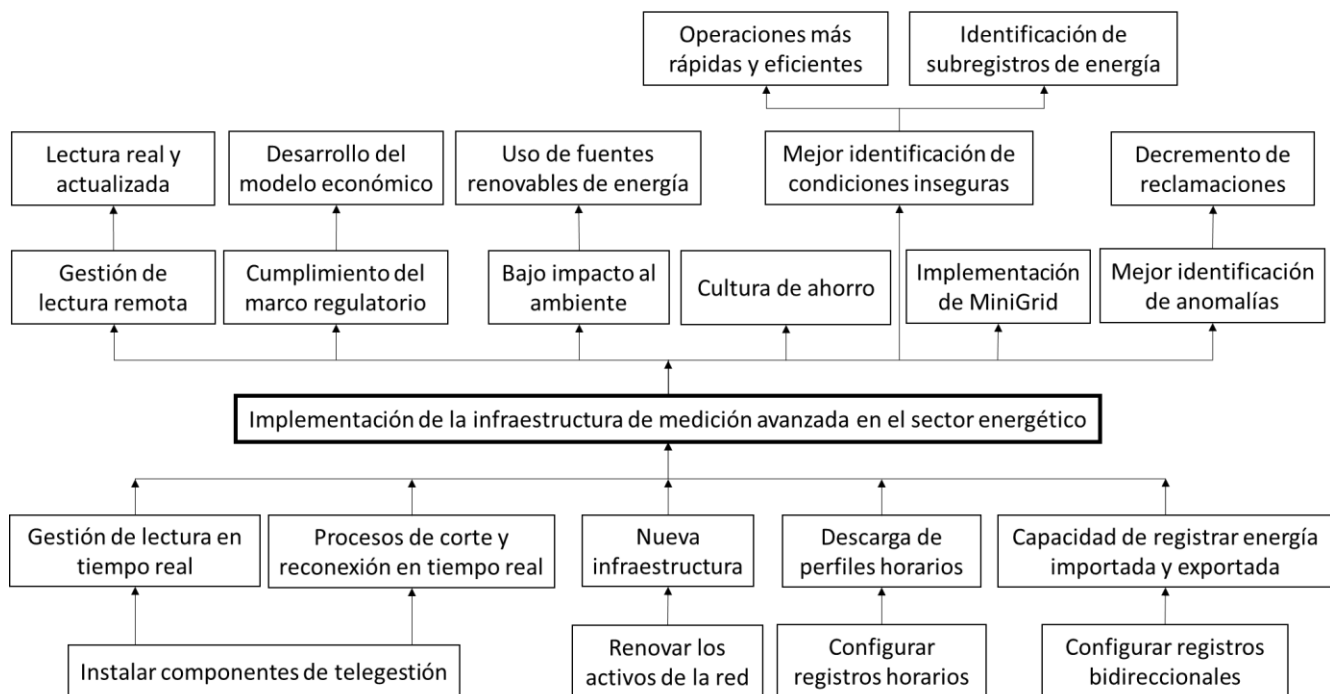 Operaciones más
rápidas y eficientes
Identificación de
subregistros de energía
Lectura real y
actualizada
Desarrollo del
modelo económico
Uso de fuentes
renovables de energía
Mejor identificación de
condiciones inseguras
Decremento de
reclamaciones
Gestión de
lectura remota
Cumplimiento del
marco regulatorio
Bajo impacto al
ambiente
Cultura de ahorro
Implementación
de MiniGrid
Mejor identificación
de anomalías
Implementación de la infraestructura de medición avanzada en el sector energético
Gestión de lectura en
tiempo real
Procesos de corte y
reconexión en tiempo real
Nueva
infraestructura
Descarga de
perfiles horarios
Capacidad de registrar energía
importada y exportada
Instalar componentes de telegestión
Renovar los
activos de la red
Configurar
registros horarios
Configurar registros
bidireccionales